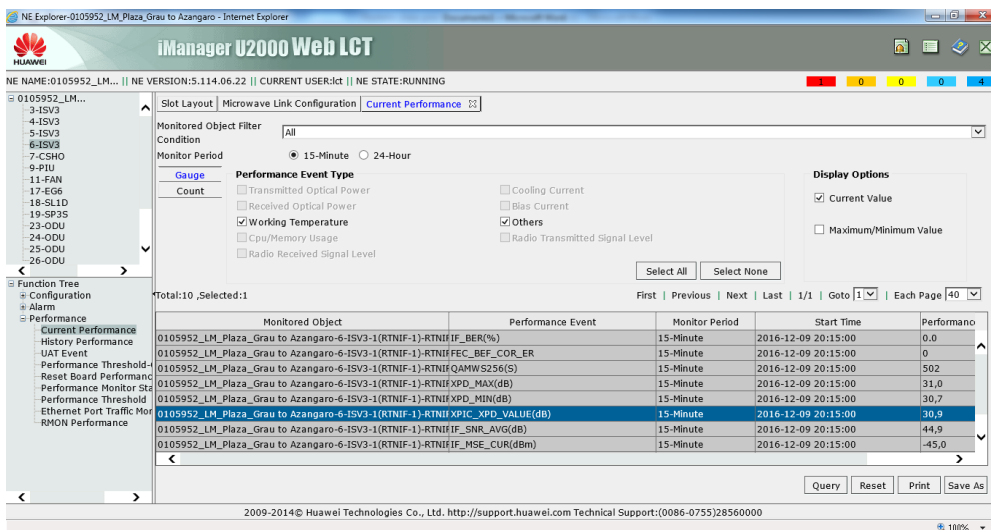 NE Explorer-0105952_LM_Plaza_Grau to Azangaro - Internet Explorer
HUAWEI
iManager U2000 Web LCT
NE NAME:0105952_LM... || NE VERSION:5.114.06.22 || CURRENT USER:lct || NE STATE:RUNNING
1 0 0 0 4
0105952_LM...
3-ISV3
4-ISV3
5-ISV3
6-ISV3
7-CSHO
9-PIU
11-FAN
17-EG6
18-SL1D
19-SP3S
23-ODU
24-ODU
25-ODU
26-ODU
Function Tree
Configuration
Alarm
Performance
Current Performance
History Performance
UAT Event
Performance Threshold-
Reset Board Performanc
Performance Monitor Sta
Performance Threshold
Ethernet Port Traffic Mor
RMON Performance
Slot Layout Microwave Link Configuration Current Performance
Monitored Object Filter Condition All
Monitor Period 15-Minute 24-Hour
Gauge
Count
Performance Event Type
Transmitted Optical Power Cooling Current
Received Optical Power Bias Current
Working Temperature Others
Cpu/Memory Usage Radio Transmitted Signal Level
Radio Received Signal Level
Select All Select None
Display Options
Current Value
Maximum/Minimum Value
Total:10 ,Selected:1 First | Previous | Next | Last | 1/1 | Goto 1 | Each Page 40
Monitored Object Performance Event Monitor Period Start Time Performanc
0105952_LM_Plaza_Grau to Azangaro-6-ISV3-1(RTNIF-1)-RTNIF IF_BER(%) 15-Minute 2016-12-09 20:15:00 0.0
0105952_LM_Plaza_Grau to Azangaro-6-ISV3-1(RTNIF-1)-RTNIF FEC_BEF_COR_ER 15-Minute 2016-12-09 20:15:00 0
0105952_LM_Plaza_Grau to Azangaro-6-ISV3-1(RTNIF-1)-RTNIF QAMWS256(S) 15-Minute 2016-12-09 20:15:00 502
0105952_LM_Plaza_Grau to Azangaro-6-ISV3-1(RTNIF-1)-RTNIF XPD_MAX(dB) 15-Minute 2016-12-09 20:15:00 31,0
0105952_LM_Plaza_Grau to Azangaro-6-ISV3-1(RTNIF-1)-RTNIF XPD_MIN(dB) 15-Minute 2016-12-09 20:15:00 30,7
0105952_LM_Plaza_Grau to Azangaro-6-ISV3-1(RTNIF-1)-RTNIF XPIC_XPD_VALUE(dB) 15-Minute 2016-12-09 20:15:00 30,9
0105952_LM_Plaza_Grau to Azangaro-6-ISV3-1(RTNIF-1)-RTNIF IF_SNR_AVG(dB) 15-Minute 2016-12-09 20:15:00 44,9
0105952_LM_Plaza_Grau to Azangaro-6-ISV3-1(RTNIF-1)-RTNIF IF_MSE_CUR(dBm) 15-Minute 2016-12-09 20:15:00 -45,0
Query Reset Print Save As
2009-2014© Huawei Technologies Co., Ltd. http://support.huawei.com Technical Support:(0086-0755)28560000
100%